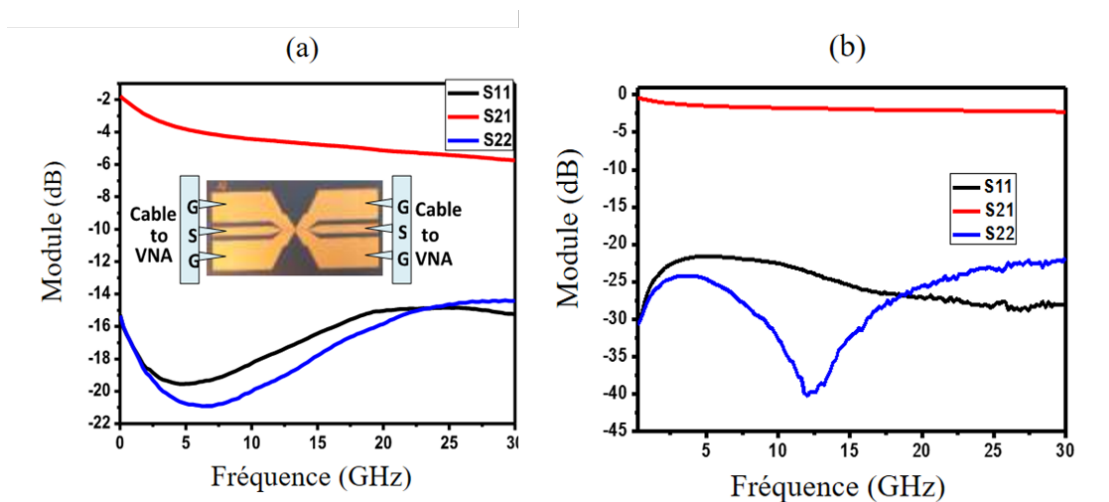 (a)
(b)
Module (dB)
-2
-4
-6
-8
-10
-12
-14
-16
-18
-20
-22
S11
S21
S22
Cable
to
VNA
G
S
G
G
S
G
Cable
to
VNA
0
5
10
15
20
25
30
Fréquence (GHz)
Module (dB)
0
-5
-10
-15
-20
-25
-30
-35
-40
-45
S11
S21
S22
5
10
15
20
25
30
Fréquence (GHz)